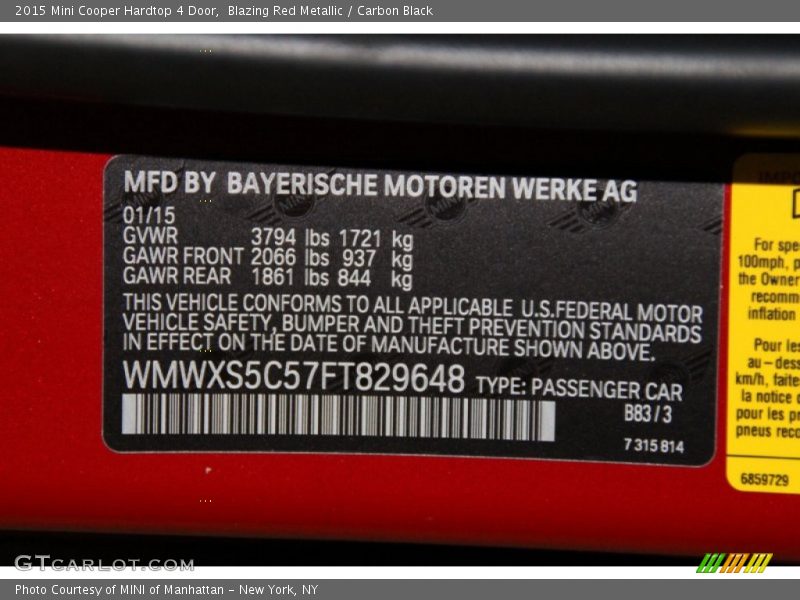 2015 Mini Cooper Hardtop 4 Door,  Blazing Red Metallic / Carbon Black
MFD BY BAYERISCHE MOTOREN WERKE AG
01/15
GVWR 3794 lbs 1721 kg
GAWR FRONT 2066 lbs 937 kg
GAWR REAR 1861 lbs 844 kg
THIS VEHICLE CONFORMS TO ALL APPLICABLE U.S.FEDERAL MOTOR
VEHICLE SAFETY, BUMPER AND THEFT PREVENTION STANDARDS
IN EFFECT ON THE DATE OF MANUFACTURE SHOWN ABOVE.
WMWXS5C57FT829648 TYPE: PASSENGER CAR
B83/3
7315814
For spe
100mph, p
the Owner
recomm
inflation
Pour les
au – dess
km/h, faite
la notice
pour les p
pneus reco
6859729
GTCARLOT.COM
Photo Courtesy of MINI of Manhattan – New York, NY